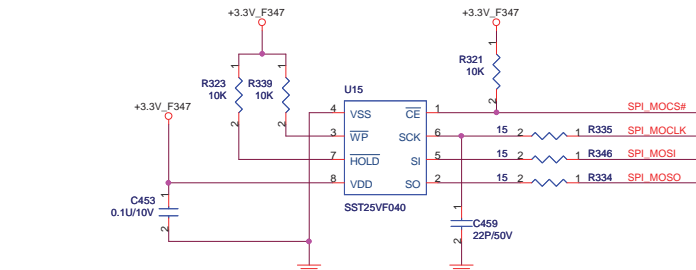 +3.3V_F347
+3.3V_F347
R323
10K
1
2
R339
10K
1
2
R321
10K
1
2
+3.3V_F347
U15
4 VSS CE 1 SPI_MOCS#
3 WP SCK 6 15 2 1 R335 SPI_MOCLK
7 HOLD SI 5 15 2 1 R346 SPI_MOSI
8 VDD SO 2 15 2 1 R334 SPI_MOSO
SST25VF040
C453
0.1U/10V
1
2
C459
22P/50V
1
2